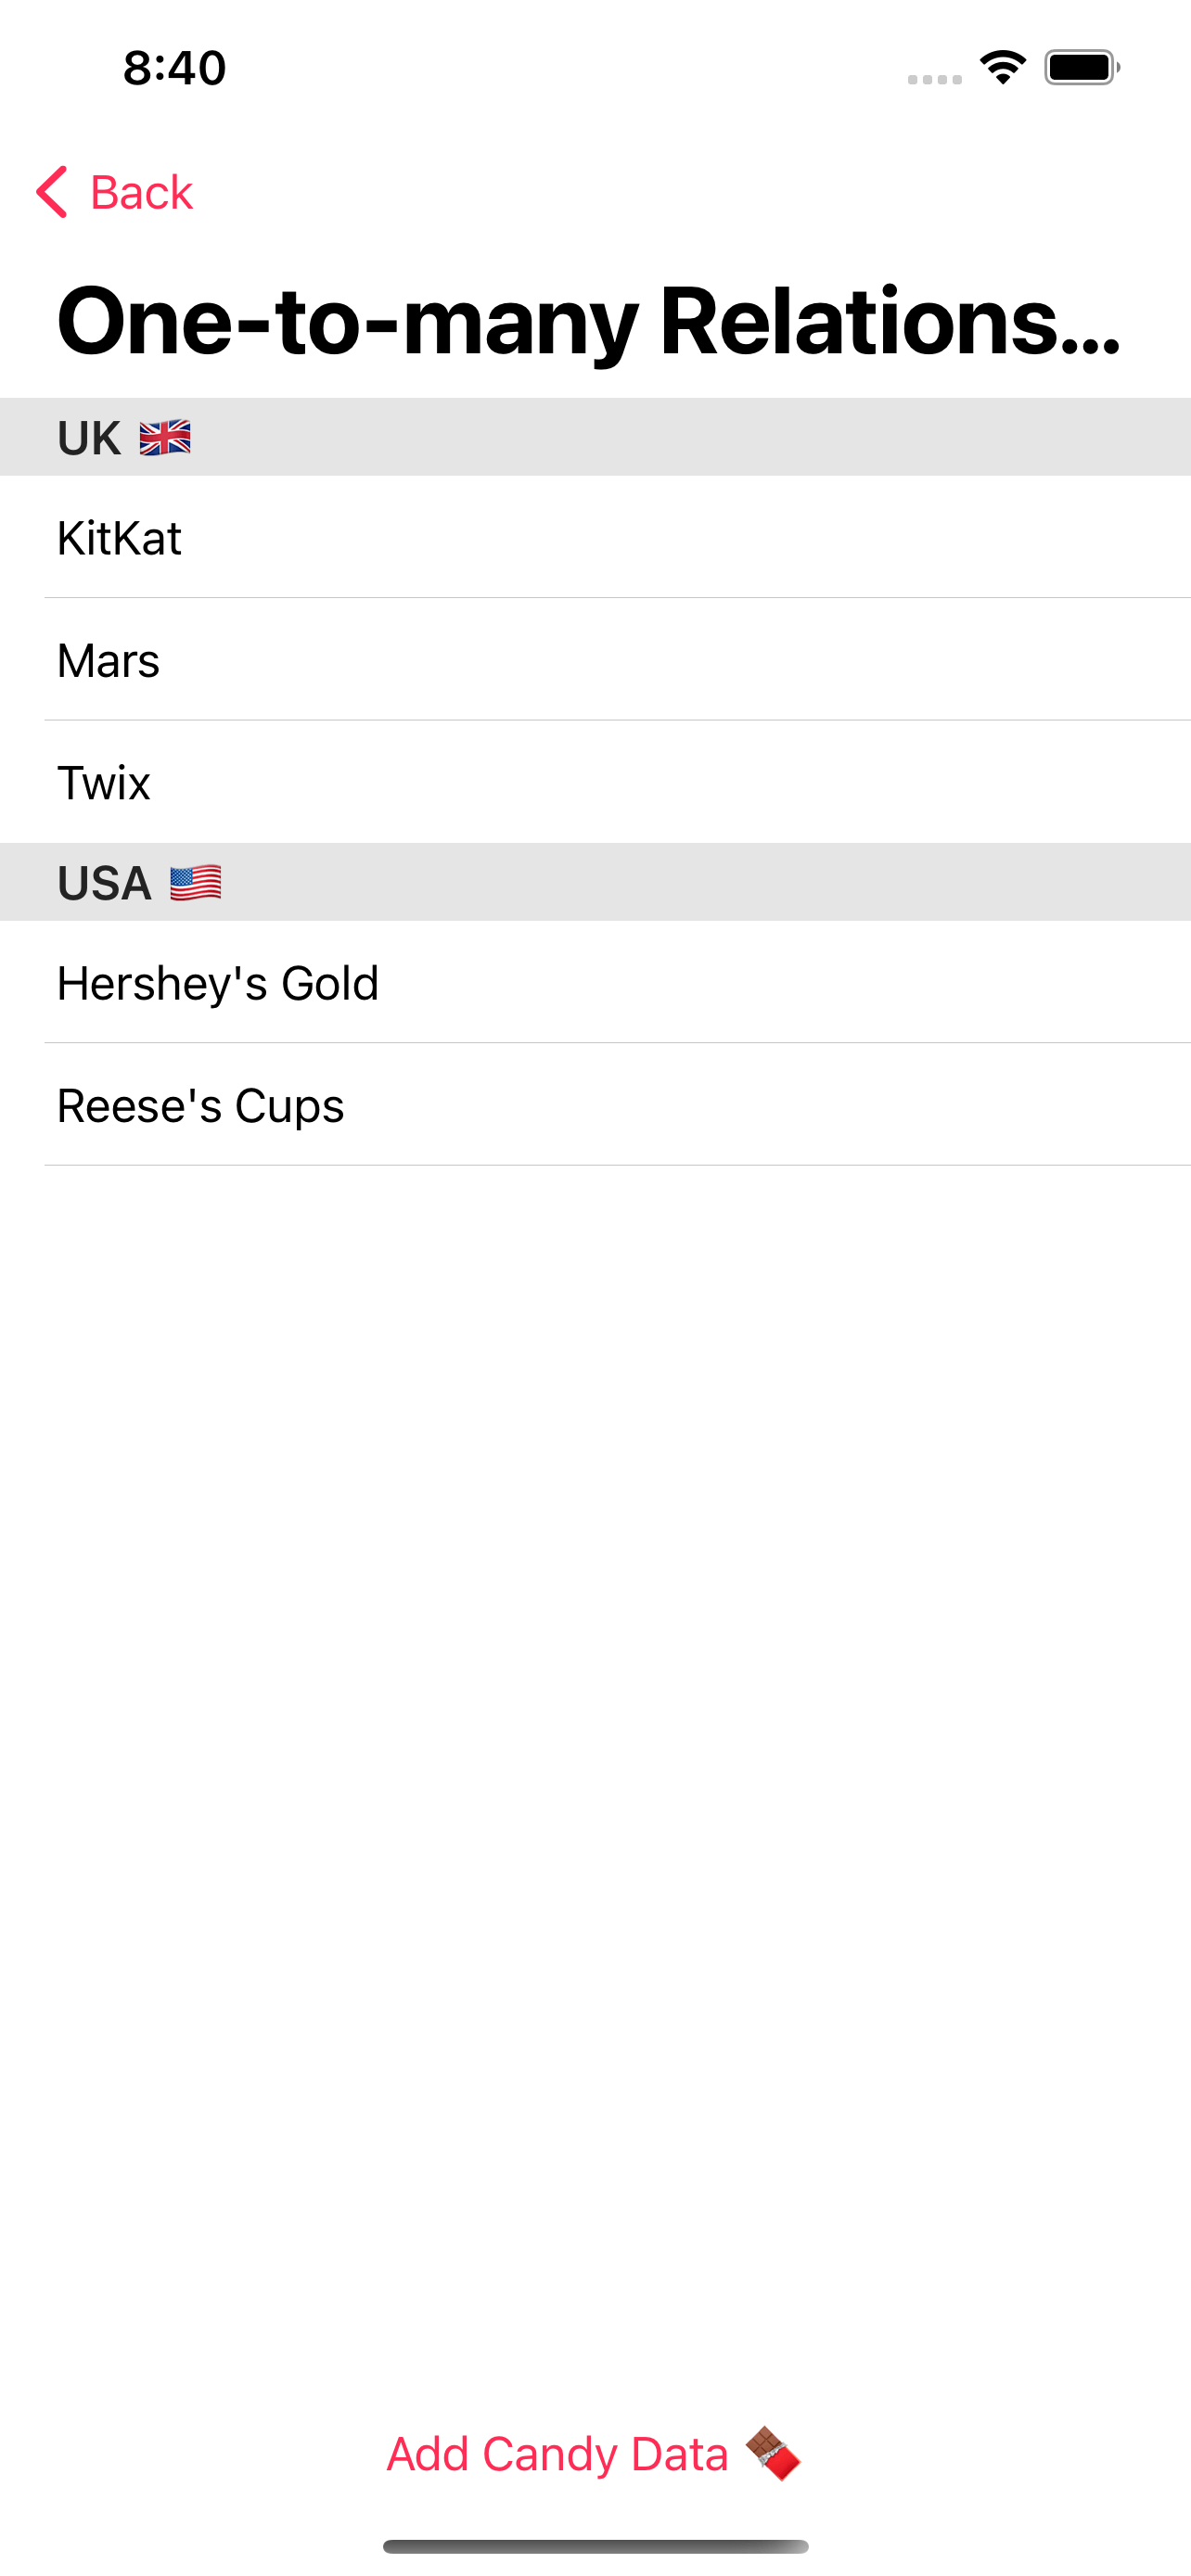 8:40
Back
One-to-many Relations...
UK 🇬🇧
KitKat
Mars
Twix
USA 🇺🇸
Hershey's Gold
Reese's Cups
Add Candy Data 🍫